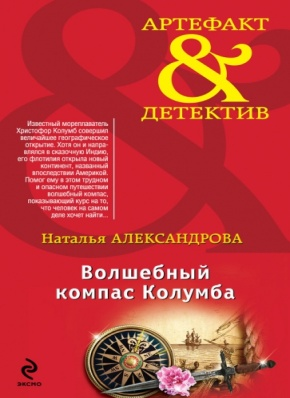 АРТЕФАКТ
&
ДЕТЕКТИВ
Известный мореплаватель
Христофор Колумб совершил
величайшее географическое
открытие. Хотя он и нап-
равлялся в сказочную Индию,
его флотилия открыла новый
континент, названный
впоследствии Америкой.
Помог ему в этом трудном
и опасном путешествии
волшебный компас,
показывающий курс на то,
что человек на самом
деле хочет найти...
Наталья АЛЕКСАНДРОВА
Волшебный
компас Колумба
ЭКСМО